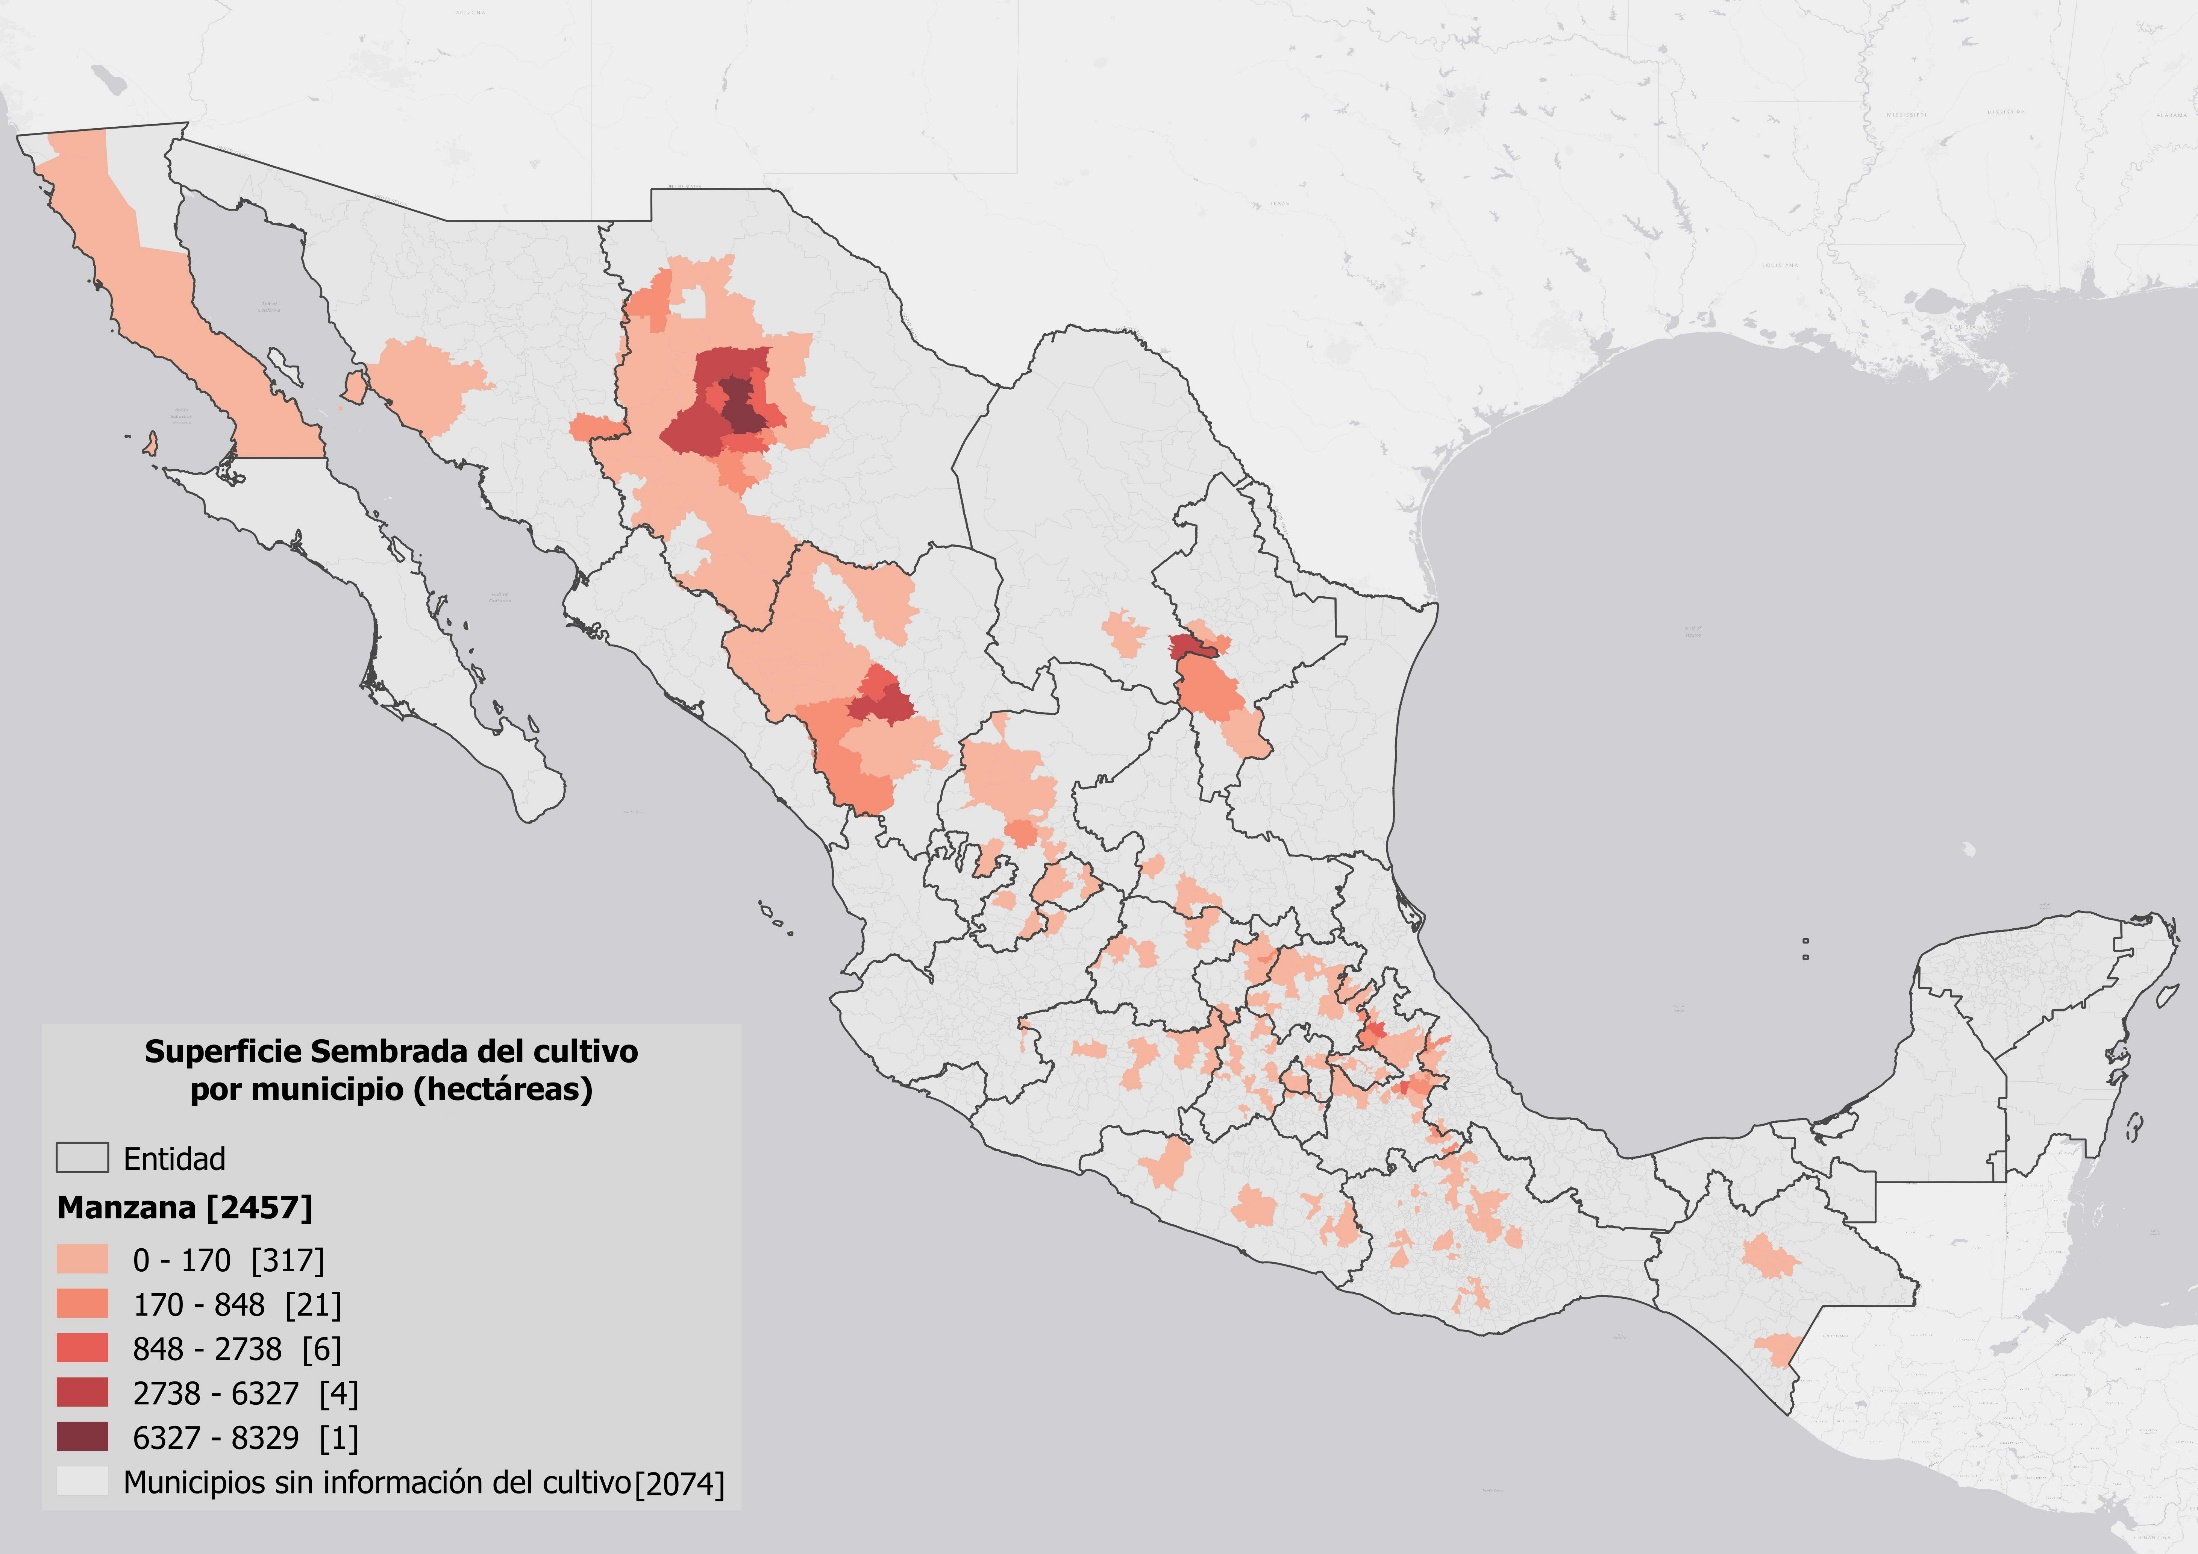 Superficie Sembrada del cultivo
por municipio (hectáreas)
Entidad
Manzana [2457]
0 - 170 [317]
170 - 848 [21]
848 - 2738 [6]
2738 - 6327 [4]
6327 - 8329 [1]
Municipios sin información del cultivo[2074]